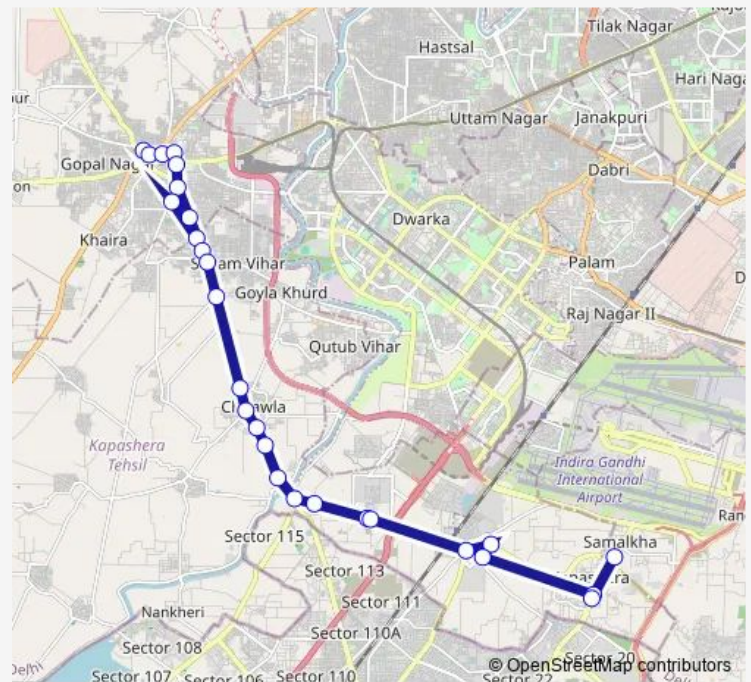 Tilak Nagar
Hastsal
Hari Naga
Uttam Nagar
Janakpuri
Gopal Nagar
Dabri
Dwarka
Khaira
Palam
Goyla Khurd
Raj Nagar II
Qutub Vihar
Kapashera
Tehsil
Indira Gandhi
International
Airport
Sector 115
Samalkha
Sector 113
Nankheri
Sector 111
Sector 108
Sector 110A
Sector 20
Sector 107
Sector 106
Sector 110
Sector 22
Delhi
© OpenStreetMap contributors